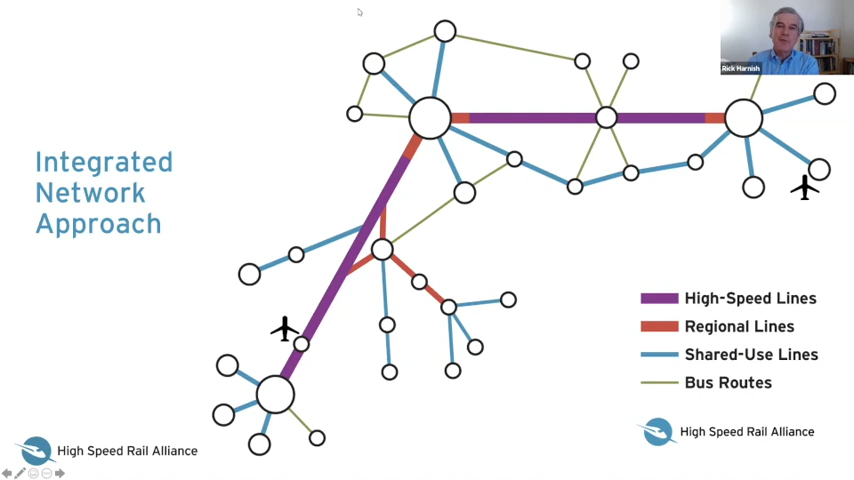 Rick Harnish
Integrated
Network
Approach
High-Speed Lines
Regional Lines
Shared-Use Lines
Bus Routes
High Speed Rail Alliance
High Speed Rail Alliance